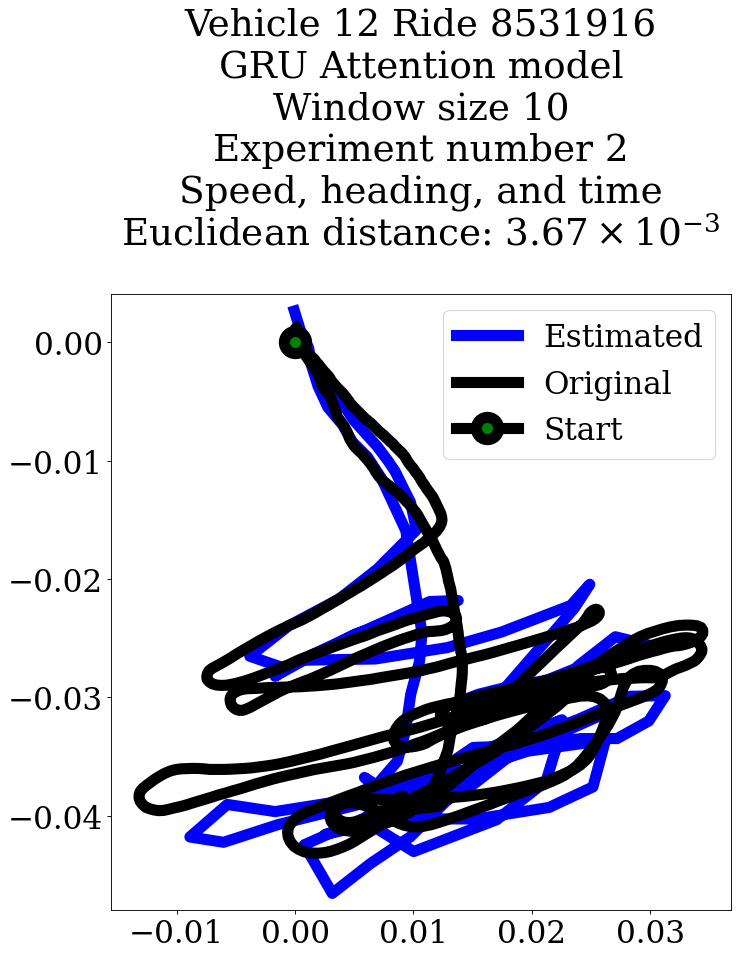 Vehicle 12 Ride 8531916
GRU Attention model
Window size 10
Experiment number 2
Speed, heading, and time
Euclidean distance: 3.67 × 10⁻³
Estimated
Original
Start
0.00
−0.01
−0.02
−0.03
−0.04
−0.01 0.00 0.01 0.02 0.03